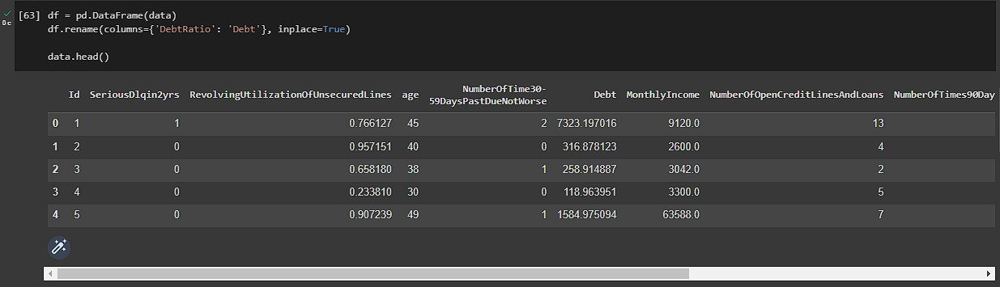 [63] df = pd.DataFrame(data)
0s
df.rename(columns={'DebtRatio': 'Debt'}, inplace=True)
data.head()
Id SeriousDlqin2yrs RevolvingUtilizationOfUnsecuredLines age NumberOfTime30-59DaysPastDueNotWorse Debt MonthlyIncome NumberOfOpenCreditLinesAndLoans NumberOfTimes90Day
0 1 1 0.766127 45 2 7323.197016 9120.0 13
1 2 0 0.957151 40 0 316.878123 2600.0 4
2 3 0 0.658180 38 1 258.914887 3042.0 2
3 4 0 0.233810 30 0 118.963951 3300.0 5
4 5 0 0.907239 49 1 1584.975094 63588.0 7